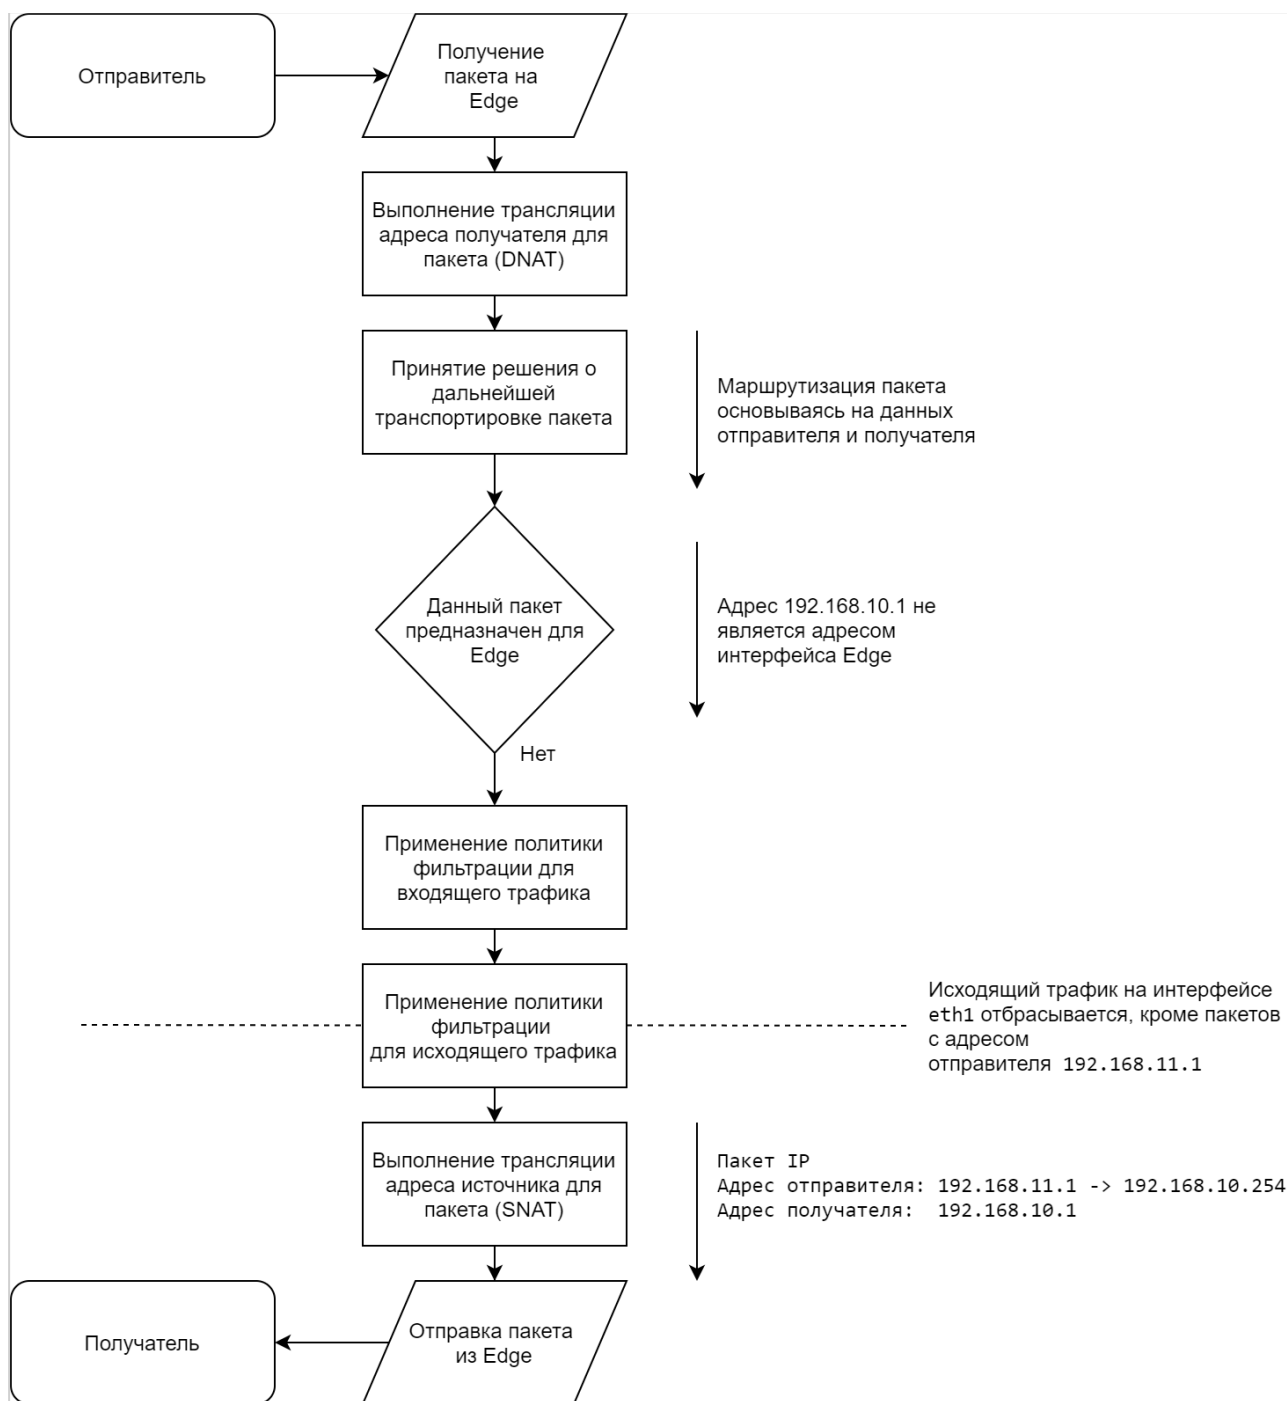 Отправитель
Получение
пакета на
Edge
Выполнение трансляции
адреса получателя для
пакета (DNAT)
Принятие решения о
дальнейшей
транспортировке пакета
Маршрутизация пакета
основываясь на данных
отправителя и получателя
Данный пакет
предназначен для
Edge
Адрес 192.168.10.1 не
является адресом
интерфейса Edge
Нет
Применение политики
фильтрации для
входящего трафика
Применение политики
фильтрации
для исходящего трафика
Исходящий трафик на интерфейсе
eth1 отбрасывается, кроме пакетов
с адресом
отправителя 192.168.11.1
Выполнение трансляции
адреса источника для
пакета (SNAT)
Пакет IP
Адрес отправителя: 192.168.11.1 -> 192.168.10.254
Адрес получателя: 192.168.10.1
Получатель
Отправка пакета
из Edge